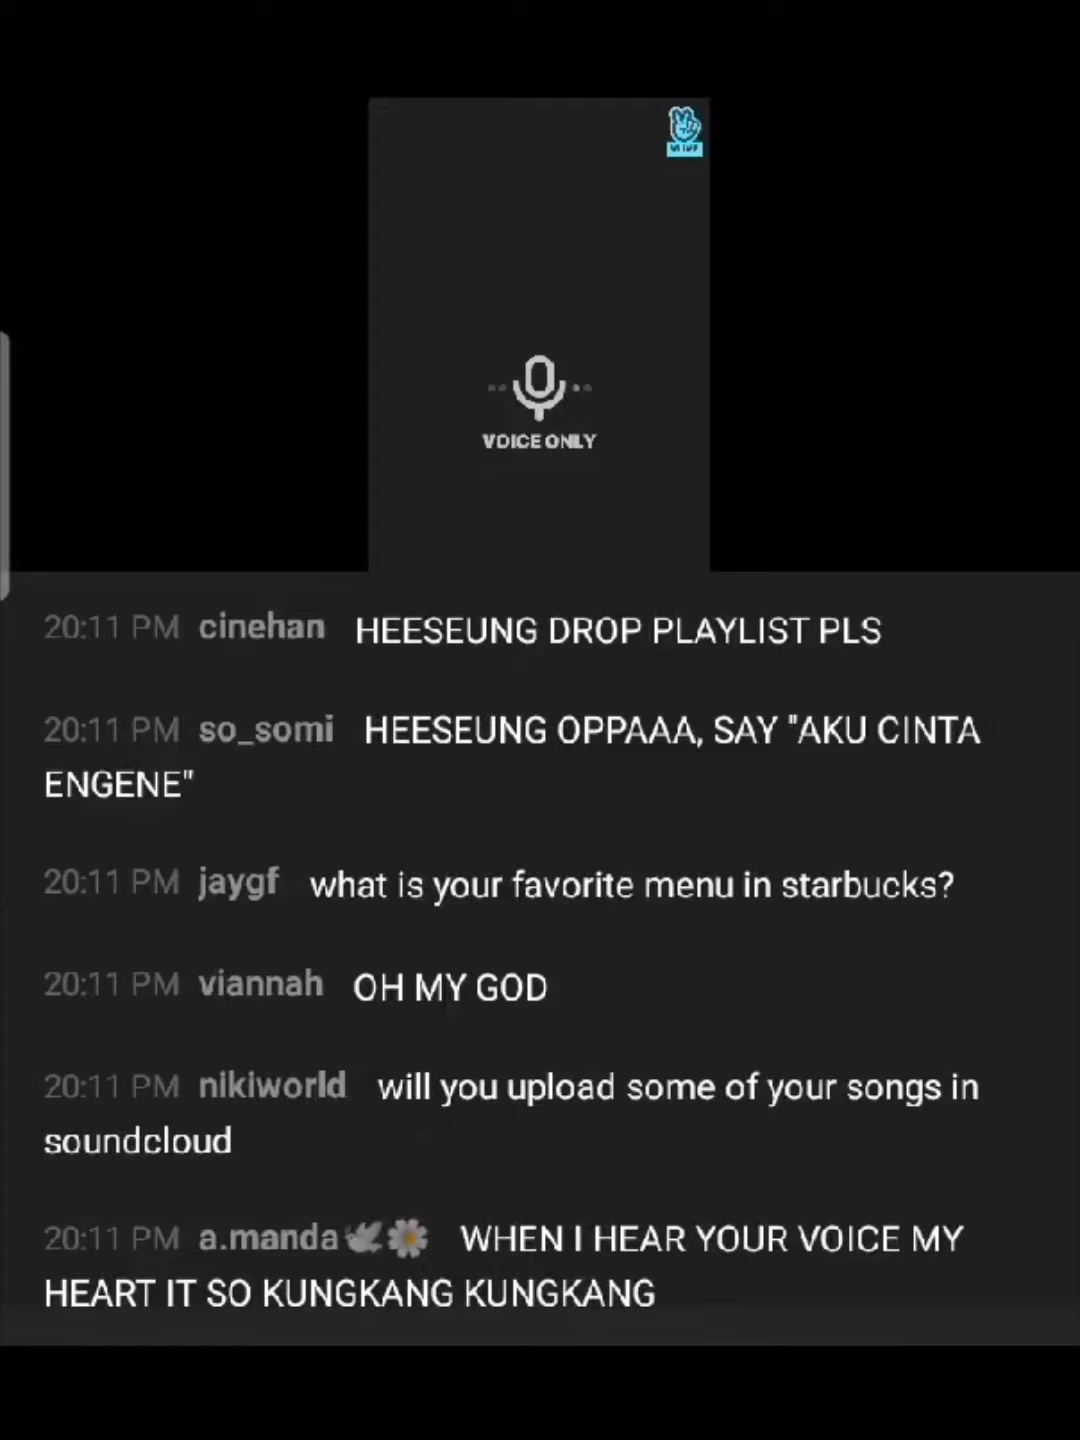 VOICE ONLY
20:11 PM cinehan HEESEUNG DROP PLAYLIST PLS
20:11 PM so_somi HEESEUNG OPPAAA, SAY "AKU CINTA
ENGENE"
20:11 PM jaygf what is your favorite menu in starbucks?
20:11 PM viannah OH MY GOD
20:11 PM nikiworld will you upload some of your songs in
soundcloud
20:11 PM a.manda🕊️🌼 WHEN I HEAR YOUR VOICE MY
HEART IT SO KUNGKANG KUNGKANG